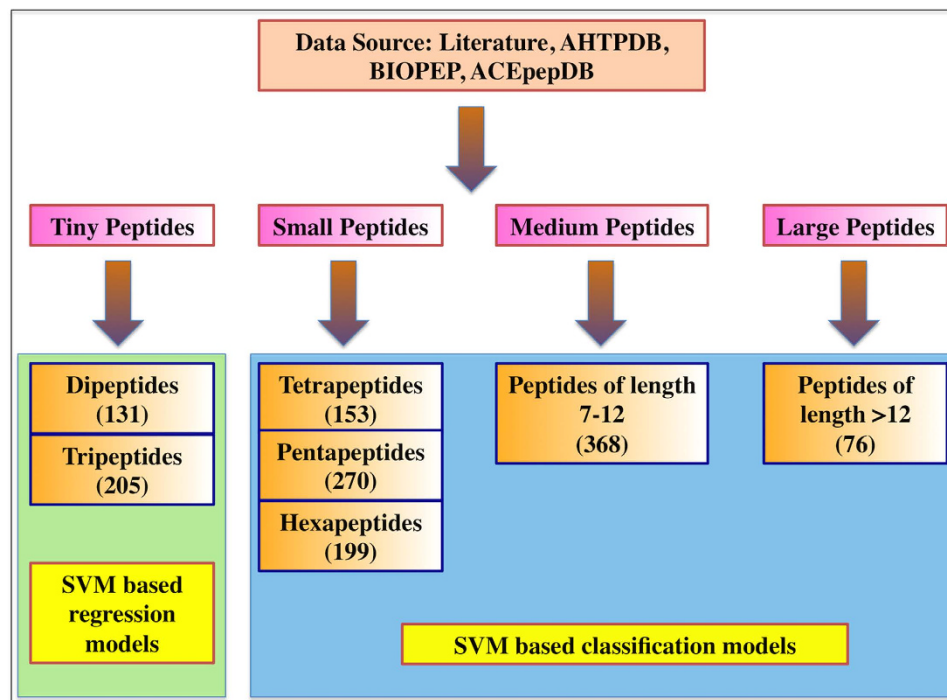 Data Source: Literature, AHTPDB,
BIOPEP, ACEpepDB
Tiny Peptides
Small Peptides
Medium Peptides
Large Peptides
Dipeptides
(131)
Tripeptides
(205)
Tetrapeptides
(153)
Pentapeptides
(270)
Hexapeptides
(199)
Peptides of length
7-12
(368)
Peptides of
length >12
(76)
SVM based
regression
models
SVM based classification models